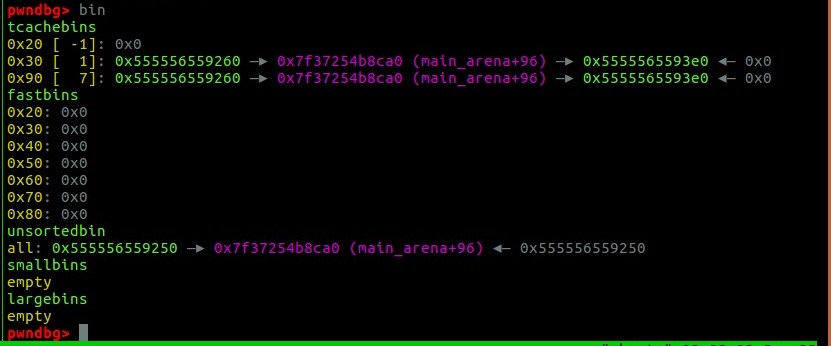 pwndbg> bin
tcachebins
0x20 [ -1]: 0x0
0x30 [  1]: 0x555556559260 —▸ 0x7f37254b8ca0 (main_arena+96) —▸ 0x5555565593e0 ◂— 0x0
0x90 [  7]: 0x555556559260 —▸ 0x7f37254b8ca0 (main_arena+96) —▸ 0x5555565593e0 ◂— 0x0
fastbins
0x20: 0x0
0x30: 0x0
0x40: 0x0
0x50: 0x0
0x60: 0x0
0x70: 0x0
0x80: 0x0
unsortedbin
all: 0x555556559250 —▸ 0x7f37254b8ca0 (main_arena+96) ◂— 0x555556559250
smallbins
empty
largebins
empty
pwndbg>